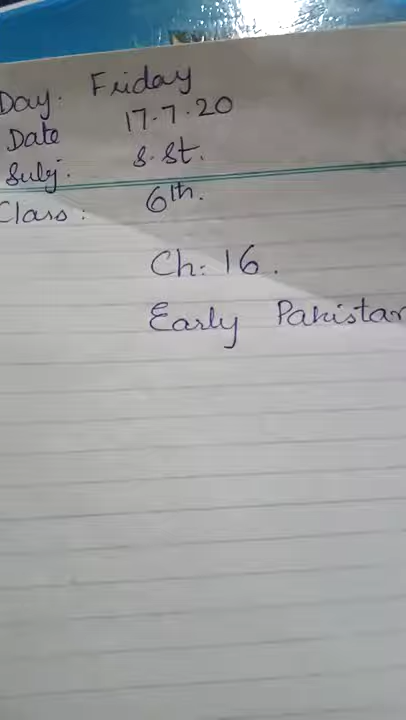 Day: Friday
Date 17.7.20
Subj: S.St.
Class: 6th.
Ch: 16.
Early Pakistan